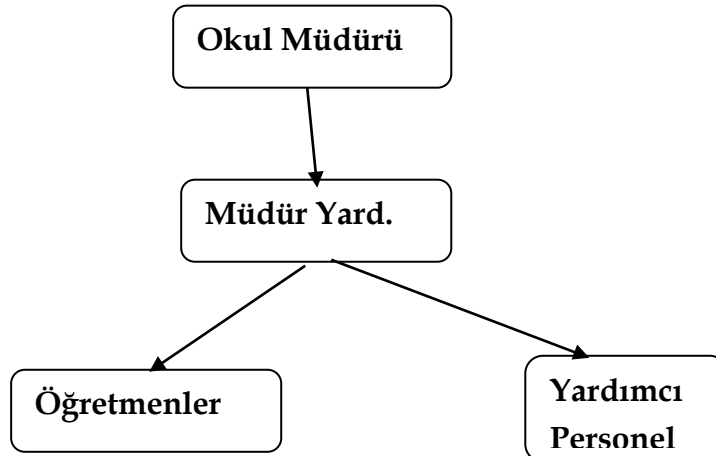 Okul Müdürü
Müdür Yard.
Öğretmenler
Yardımcı
Personel